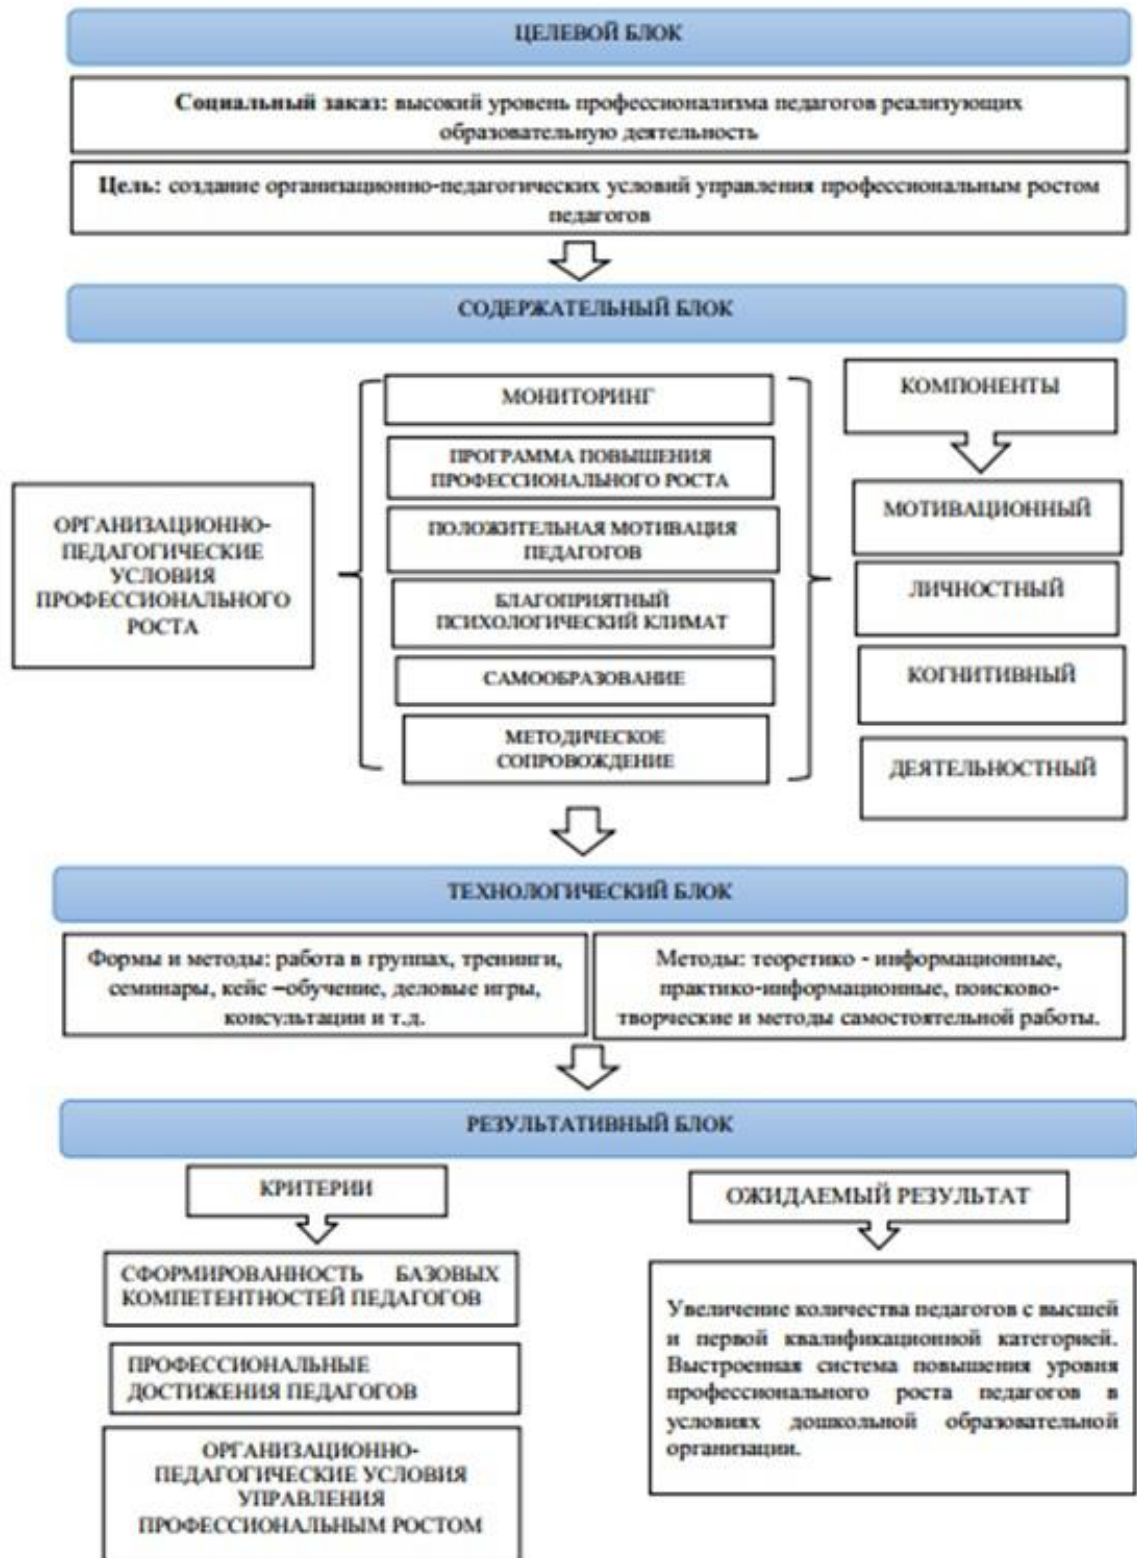 ЦЕЛЕВОЙ БЛОК
Социальный заказ: высокий уровень профессионализма педагогов реализующих
образовательную деятельность
Цель: создание организационно-педагогических условий управления профессиональным ростом
педагогов
СОДЕРЖАТЕЛЬНЫЙ БЛОК
ОРГАНИЗАЦИОННО-
ПЕДАГОГИЧЕСКИЕ
УСЛОВИЯ
ПРОФЕССИОНАЛЬНОГО
РОСТА
МОНИТОРИНГ
ПРОГРАММА ПОВЫШЕНИЯ
ПРОФЕССИОНАЛЬНОГО РОСТА
ПОЛОЖИТЕЛЬНАЯ МОТИВАЦИЯ
ПЕДАГОГОВ
БЛАГОПРИЯТНЫЙ
ПСИХОЛОГИЧЕСКИЙ КЛИМАТ
САМООБРАЗОВАНИЕ
МЕТОДИЧЕСКОЕ
СОПРОВОЖДЕНИЕ
КОМПОНЕНТЫ
МОТИВАЦИОННЫЙ
ЛИЧНОСТНЫЙ
КОГНИТИВНЫЙ
ДЕЯТЕЛЬНОСТНЫЙ
ТЕХНОЛОГИЧЕСКИЙ БЛОК
Формы и методы: работа в группах, тренинги,
семинары, кейс –обучение, деловые игры,
консультации и т.д.
Методы: теоретико - информационные,
практико-информационные, поисково-
творческие и методы самостоятельной работы.
РЕЗУЛЬТАТИВНЫЙ БЛОК
КРИТЕРИИ
СФОРМИРОВАННОСТЬ БАЗОВЫХ
КОМПЕТЕНТНОСТЕЙ ПЕДАГОГОВ
ПРОФЕССИОНАЛЬНЫЕ
ДОСТИЖЕНИЯ ПЕДАГОГОВ
ОРГАНИЗАЦИОННО-
ПЕДАГОГИЧЕСКИЕ УСЛОВИЯ
УПРАВЛЕНИЯ
ПРОФЕССИОНАЛЬНЫМ РОСТОМ
ОЖИДАЕМЫЙ РЕЗУЛЬТАТ
Увеличение количества педагогов с высшей
и первой квалификационной категорией.
Выстроенная система повышения уровня
профессионального роста педагогов в
условиях дошкольной образовательной
организации.